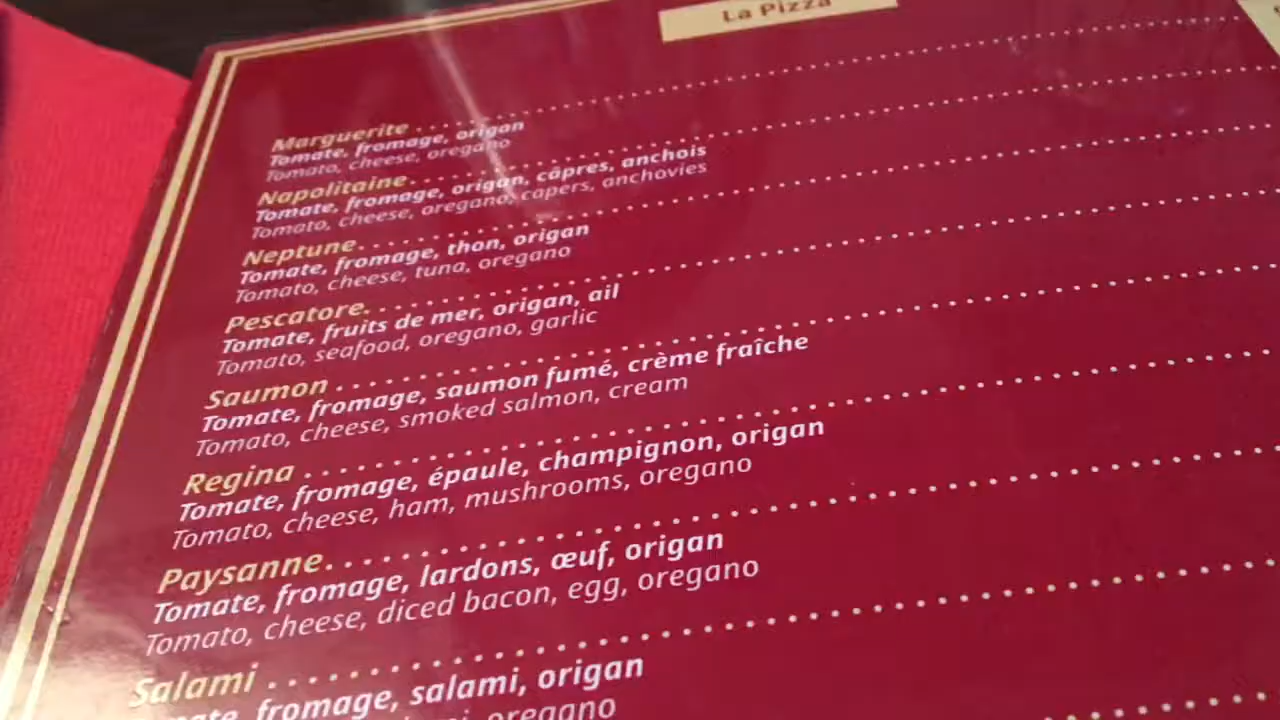 La Pizza
Marguerite
Tomate, fromage, origan
Tomato, cheese, oregano
Napolitaine
Tomate, fromage, origan, câpres, anchois
Tomato, cheese, oregano, capers, anchovies
Neptune
Tomate, fromage, thon, origan
Tomato, cheese, tuna, oregano
Pescatore
Tomate, fruits de mer, origan, ail
Tomato, seafood, oregano, garlic
Saumon
Tomate, fromage, saumon fumé, crème fraîche
Tomato, cheese, smoked salmon, cream
Regina
Tomate, fromage, épaule, champignon, origan
Tomato, cheese, ham, mushrooms, oregano
Paysanne
Tomate, fromage, lardons, œuf, origan
Tomato, cheese, diced bacon, egg, oregano
Salami
fromage, salami, origan
oregano